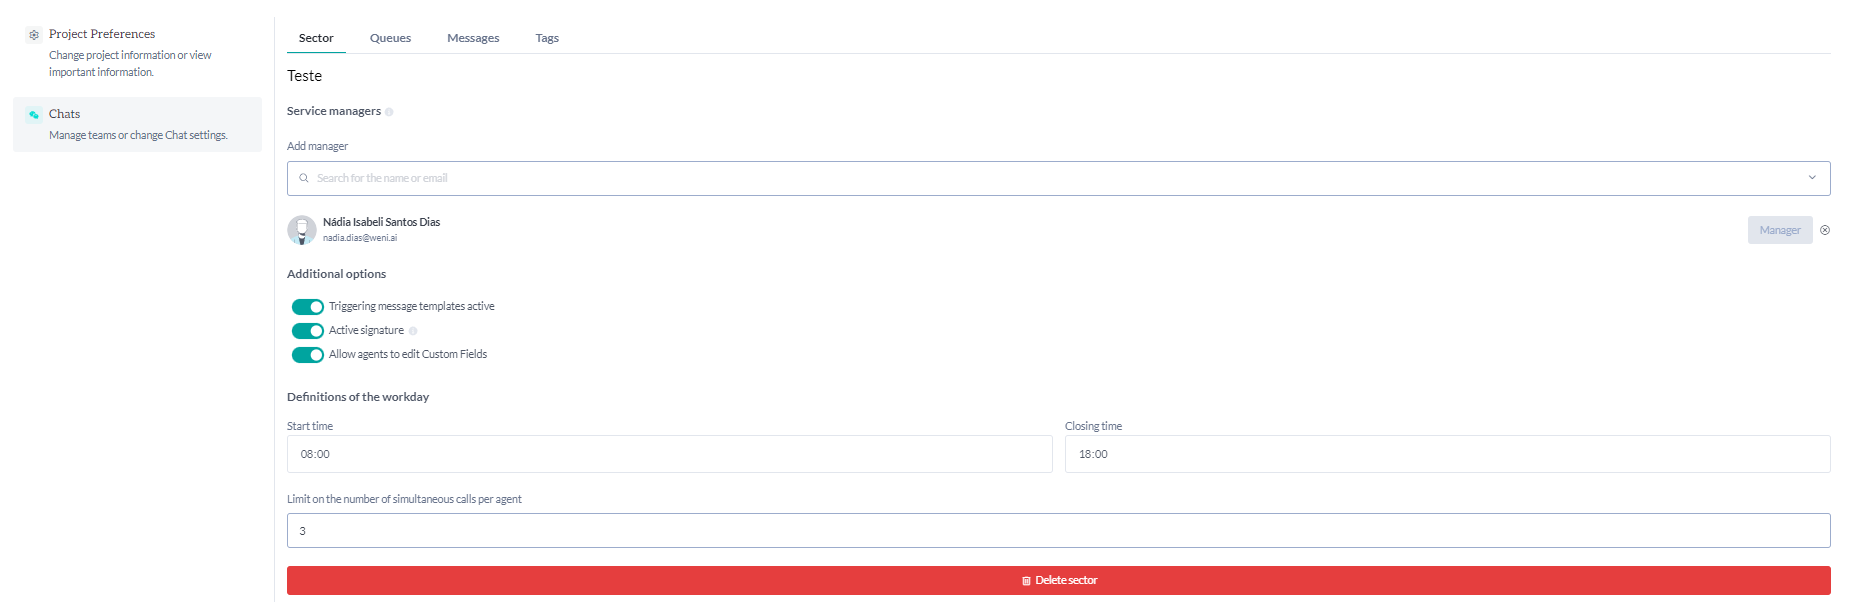 Project Preferences
Change project information or view
important information.
Chats
Manage teams or change Chat settings.
Sector
Queues
Messages
Tags
Teste
Service managers
Add manager
Search for the name or email
Nádia Isabeli Santos Dias
nadia.dias@weni.ai
Manager
Additional options
Triggering message templates active
Active signature
Allow agents to edit Custom Fields
Definitions of the workday
Start time
Closing time
08:00
18:00
Limit on the number of simultaneous calls per agent
3
Delete sector